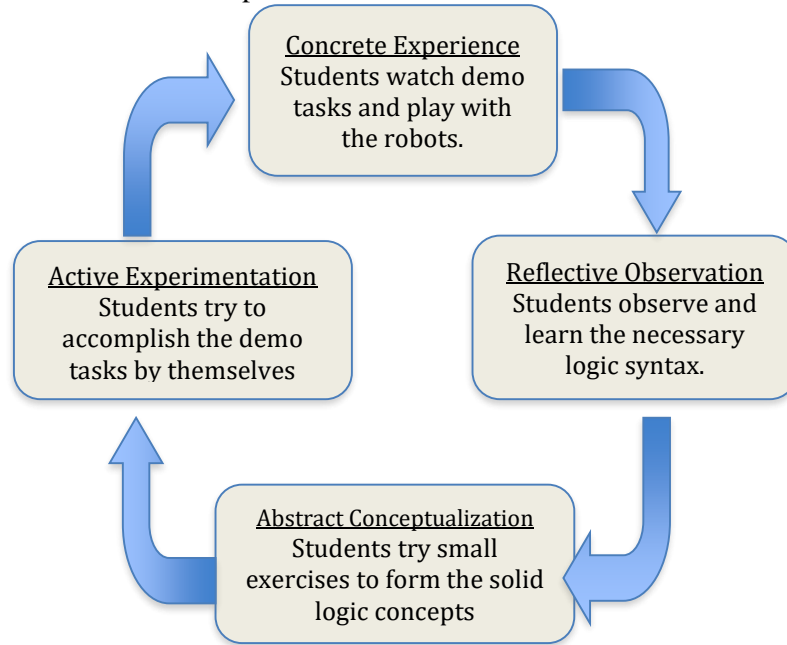 Concrete Experience
Students watch demo
tasks and play with
the robots.
Active Experimentation
Students try to
accomplish the demo
tasks by themselves
Reflective Observation
Students observe and
learn the necessary
logic syntax.
Abstract Conceptualization
Students try small
exercises to form the solid
logic concepts